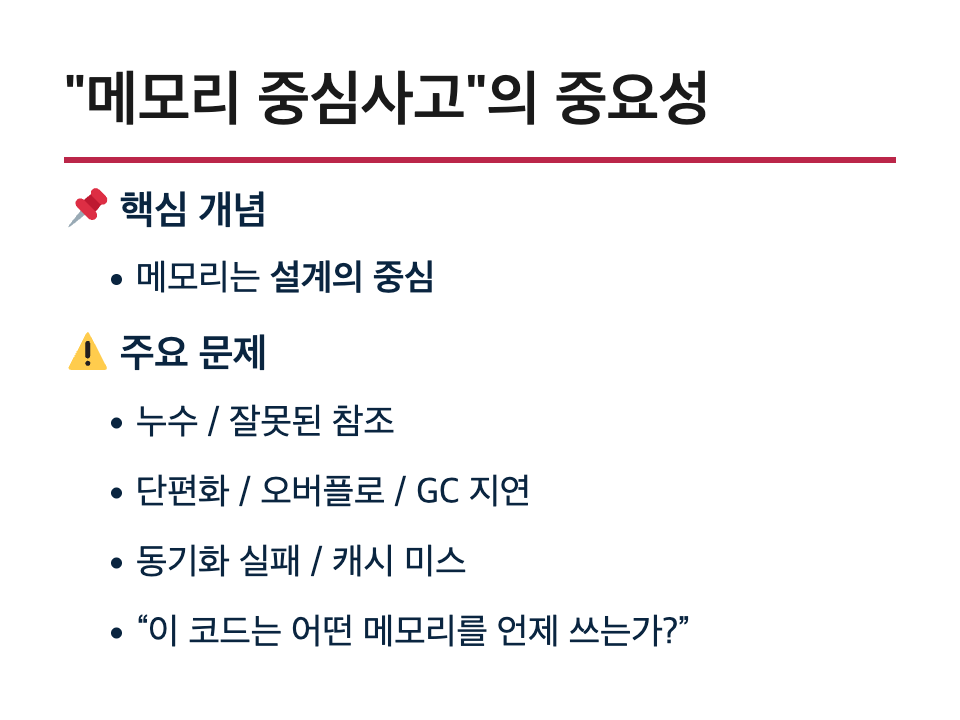 "메모리 중심사고"의 중요성
📌 핵심 개념
• 메모리는 설계의 중심
⚠️ 주요 문제
• 누수 / 잘못된 참조
• 단편화 / 오버플로 / GC 지연
• 동기화 실패 / 캐시 미스
• “이 코드는 어떤 메모리를 언제 쓰는가?”